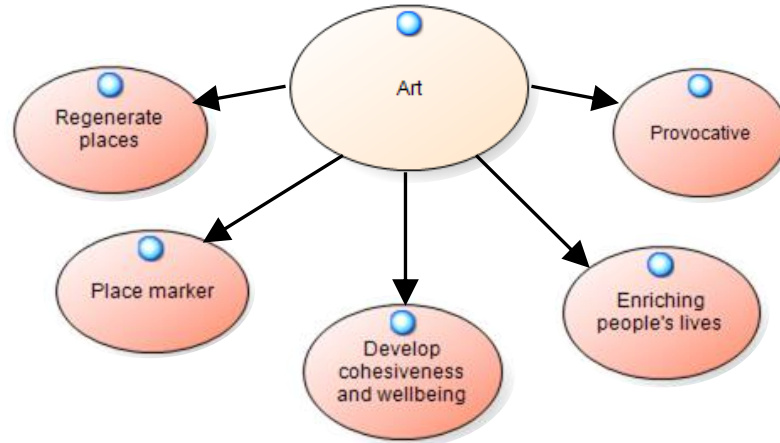 Art
Regenerate
places
Provocative
Place marker
Enriching
people's lives
Develop
cohesiveness
and wellbeing